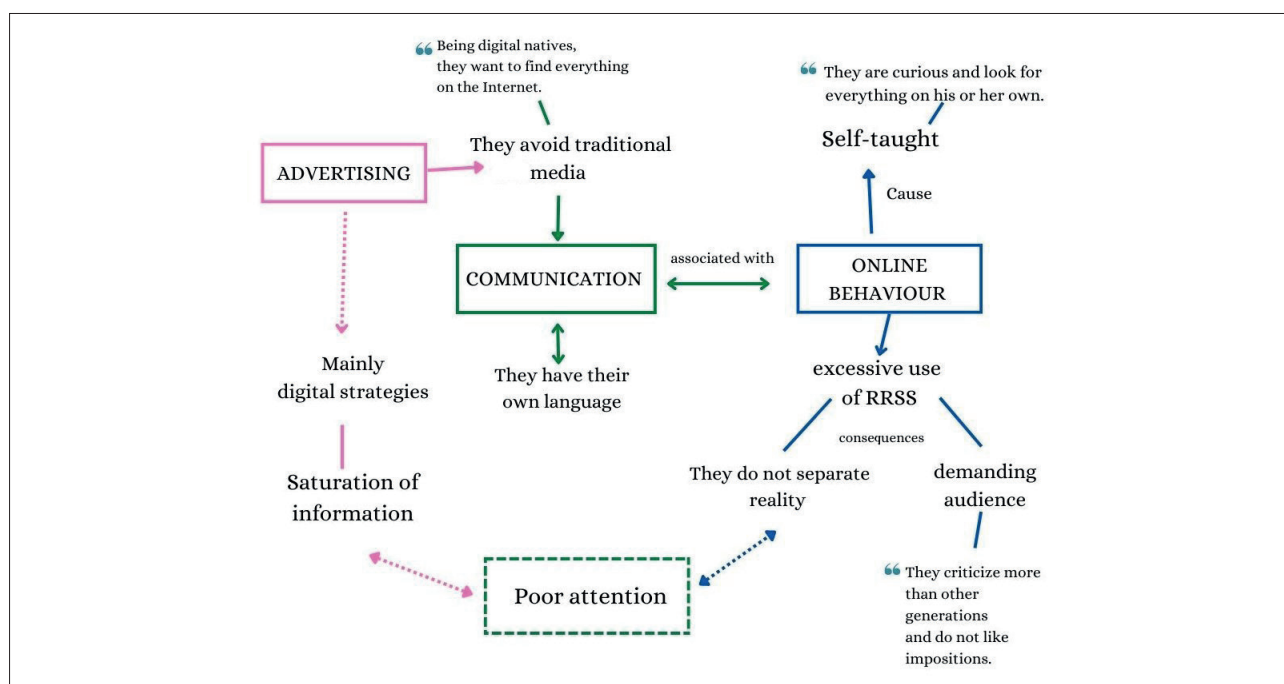 ❝ Being digital natives,
they want to find everything
on the Internet.
❝ They are curious and look for
everything on his or her own.
They avoid traditional
media
Self-taught
ADVERTISING
Cause
COMMUNICATION
associated with
ONLINE
BEHAVIOUR
Mainly
digital strategies
They have their
own language
excessive use
of RRSS
consequences
Saturation of
information
They do not separate
reality
demanding
audience
Poor attention
❝ They criticize more
than other
generations
and do not like
impositions.